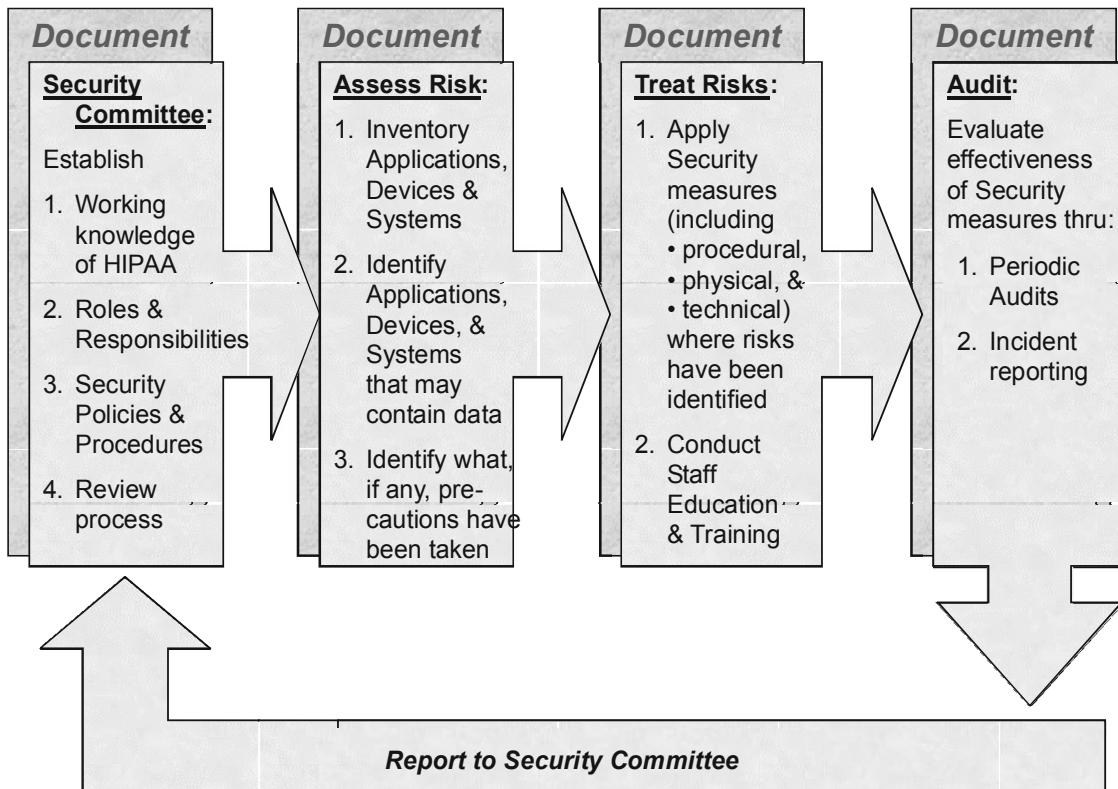 Document
Security
Committee:
Establish
1. Working
knowledge
of HIPAA
2. Roles &
Responsibilities
3. Security
Policies &
Procedures
4. Review
process
Document
Assess Risk:
1. Inventory
Applications,
Devices &
Systems
2. Identify
Applications,
Devices, &
Systems
that may
contain data
3. Identify what,
if any, pre-
cautions have
been taken
Document
Treat Risks:
1. Apply
Security
measures
(including
• procedural,
• physical, &
• technical)
where risks
have been
identified
2. Conduct
Staff
Education
& Training
Document
Audit:
Evaluate
effectiveness
of Security
measures thru:
1. Periodic
Audits
2. Incident
reporting
Report to Security Committee